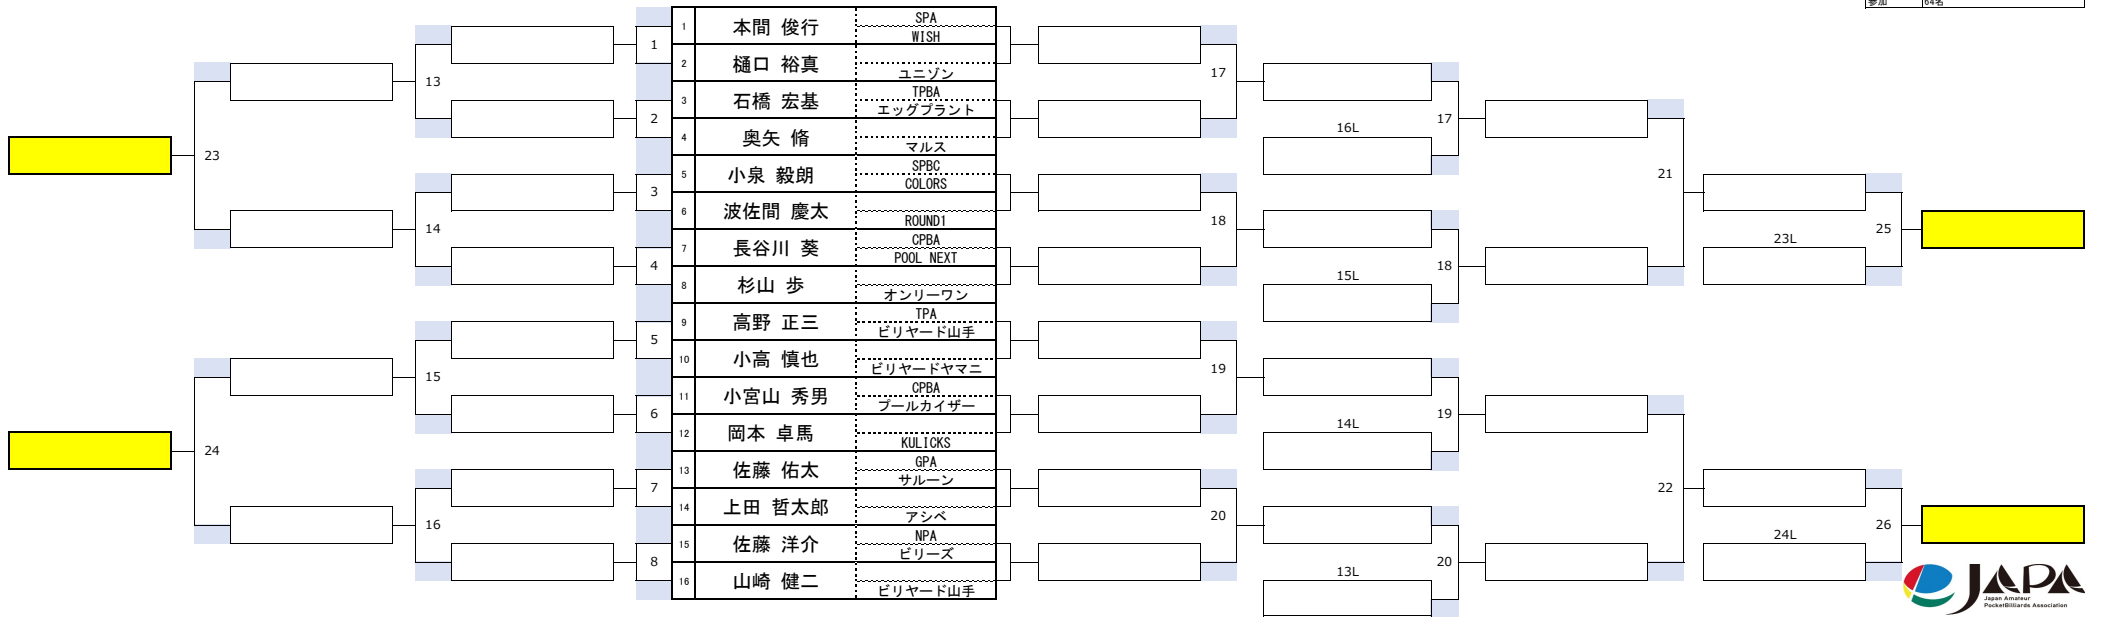 参加 64名
1 本間 俊行 SPA
WISH
2 樋口 裕真 ユニゾン
3 石橋 宏基 TPBA
エッグプラント
4 奥矢 脩 マルス
5 小泉 毅朗 SPBC
COLORS
6 波佐間 慶太 ROUND1
7 長谷川 葵 CPBA
POOL NEXT
8 杉山 歩 オンリーワン
9 高野 正三 TPA
ビリヤード山手
10 小高 慎也 ビリヤードヤマニ
11 小宮山 秀男 CPBA
プールカイザー
12 岡本 卓馬 KULICKS
13 佐藤 佑太 GPA
サルーン
14 上田 哲太郎 アシベ
15 佐藤 洋介 NPA
ビリーズ
16 山崎 健二 ビリヤード山手
1
2
3
4
5
6
7
8
13
14
15
16
23
24
17
18
19
20
16L
15L
14L
13L
17
18
19
20
21
22
23L
24L
25
26
JAPA
Japan Amateur
PocketBilliards Association